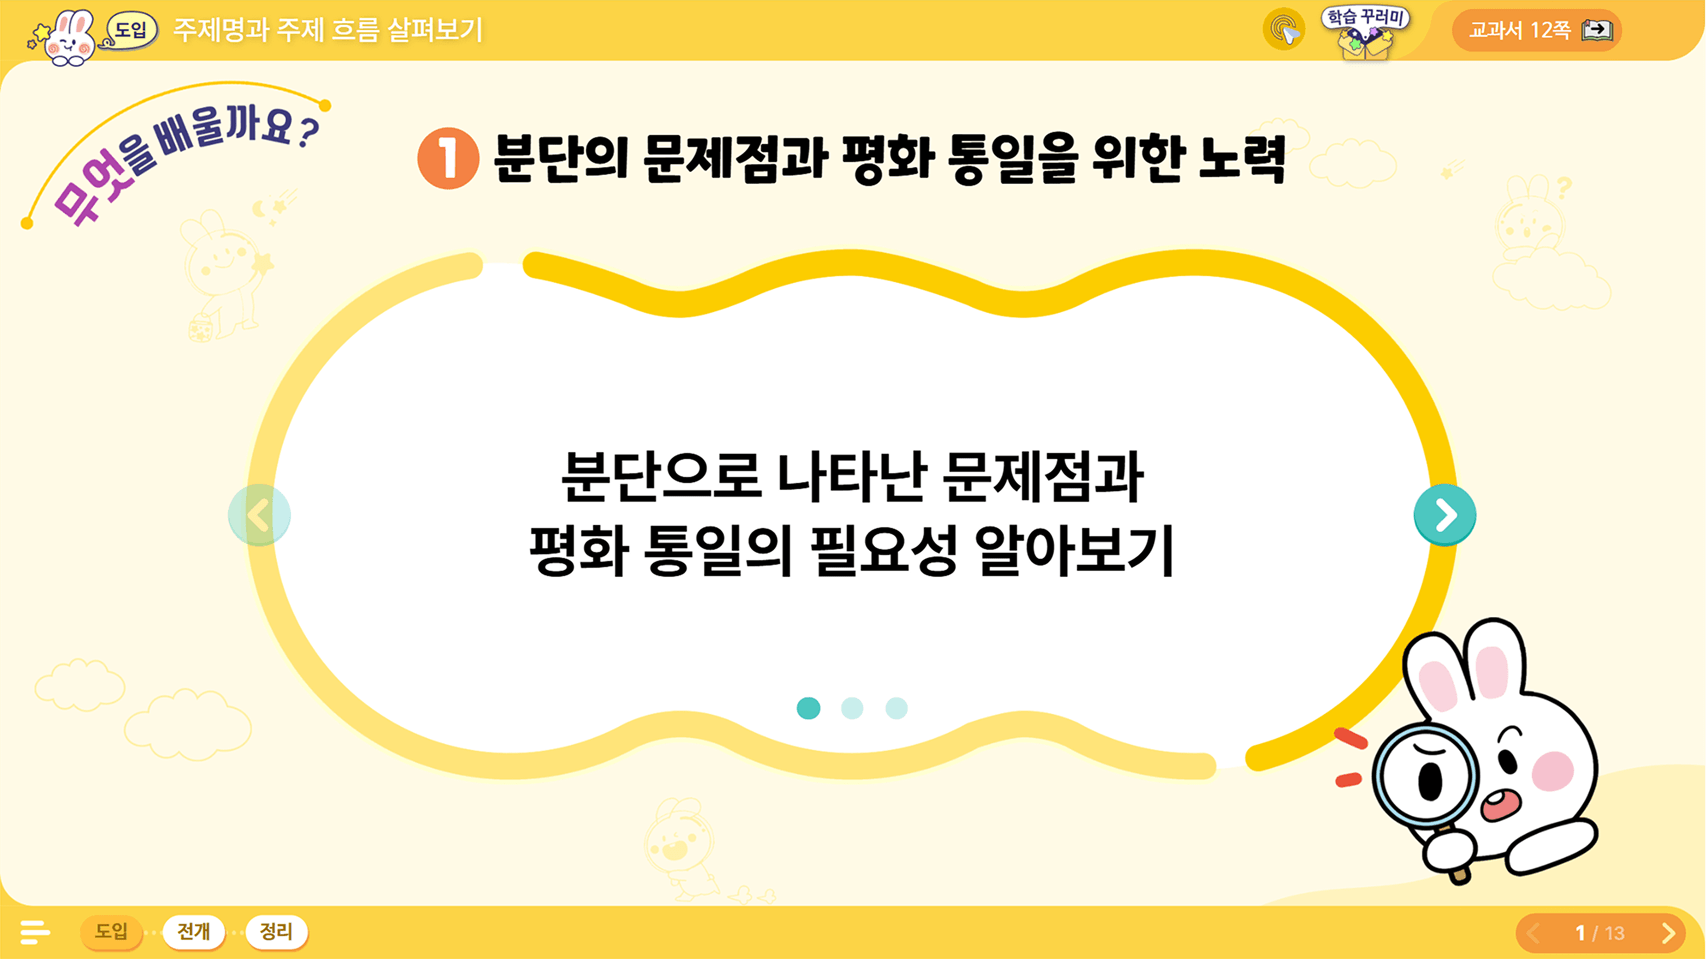 도입
주제명과 주제 흐름 살펴보기
학습 꾸러미
교과서 12쪽
무엇을 배울까요?
1 분단의 문제점과 평화 통일을 위한 노력
분단으로 나타난 문제점과
평화 통일의 필요성 알아보기
?
도입
전개
정리
1 / 13